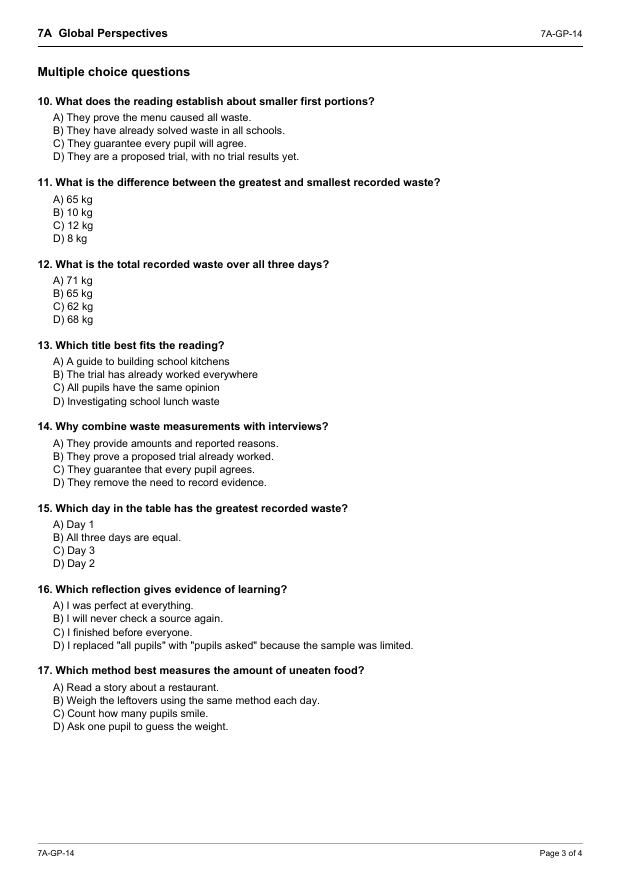 7A Global Perspectives
7A-GP-14
Multiple choice questions
10. What does the reading establish about smaller first portions?
A) They prove the menu caused all waste.
B) They have already solved waste in all schools.
C) They guarantee every pupil will agree.
D) They are a proposed trial, with no trial results yet.
11. What is the difference between the greatest and smallest recorded waste?
A) 65 kg
B) 10 kg
C) 12 kg
D) 8 kg
12. What is the total recorded waste over all three days?
A) 71 kg
B) 65 kg
C) 62 kg
D) 68 kg
13. Which title best fits the reading?
A) A guide to building school kitchens
B) The trial has already worked everywhere
C) All pupils have the same opinion
D) Investigating school lunch waste
14. Why combine waste measurements with interviews?
A) They provide amounts and reported reasons.
B) They prove a proposed trial already worked.
C) They guarantee that every pupil agrees.
D) They remove the need to record evidence.
15. Which day in the table has the greatest recorded waste?
A) Day 1
B) All three days are equal.
C) Day 3
D) Day 2
16. Which reflection gives evidence of learning?
A) I was perfect at everything.
B) I will never check a source again.
C) I finished before everyone.
D) I replaced "all pupils" with "pupils asked" because the sample was limited.
17. Which method best measures the amount of uneaten food?
A) Read a story about a restaurant.
B) Weigh the leftovers using the same method each day.
C) Count how many pupils smile.
D) Ask one pupil to guess the weight.
7A-GP-14
Page 3 of 4